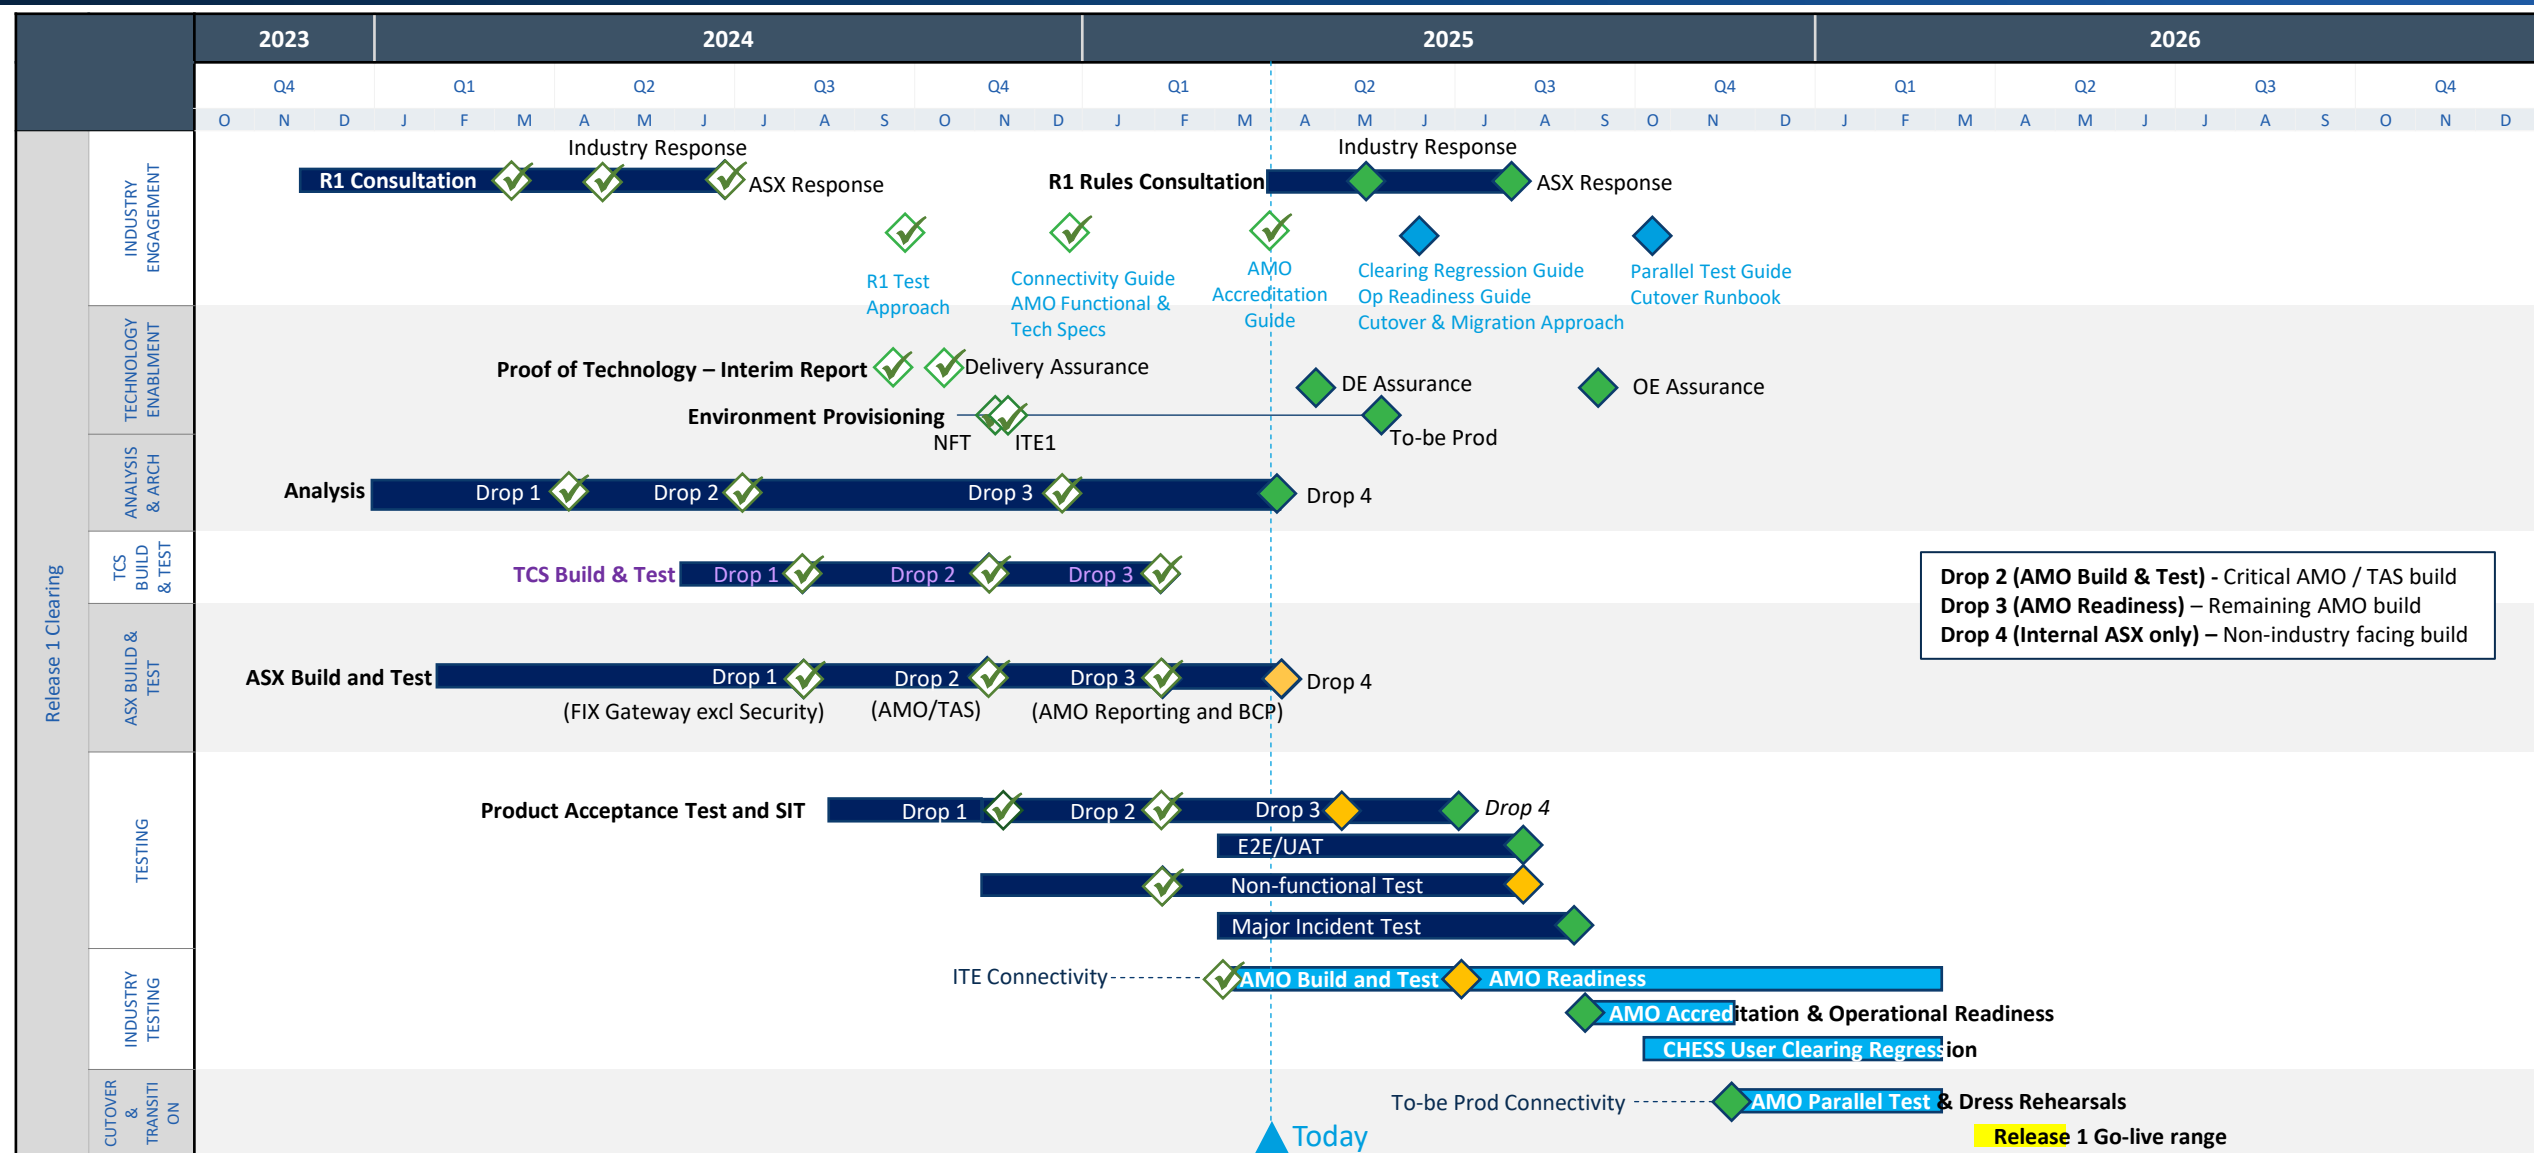 2023
2024
2025
2026
Q4
Q1
Q2
Q3
Q4
Q1
Q2
Q3
Q4
Q1
Q2
Q3
Q4
O N D J F M A M J J A S O N D J F M A M J J A S O N D J F M A M J J A S O N D
Release 1 Clearing
INDUSTRY
ENGAGEMENT
Industry Response
R1 Consultation
ASX Response
Industry Response
R1 Rules Consultation
ASX Response
R1 Test
Approach
Connectivity Guide
AMO Functional &
Tech Specs
AMO
Accreditation
Guide
Clearing Regression Guide
Op Readiness Guide
Cutover & Migration Approach
Parallel Test Guide
Cutover Runbook
TECHNOLOGY
ENABLMENT
Proof of Technology – Interim Report
Delivery Assurance
DE Assurance
OE Assurance
Environment Provisioning
NFT
ITE1
To-be Prod
ANALYSIS
& ARCH
Analysis
Drop 1
Drop 2
Drop 3
Drop 4
TCS
BUILD
& TEST
TCS Build & Test
Drop 1
Drop 2
Drop 3
Drop 2 (AMO Build & Test) - Critical AMO / TAS build
Drop 3 (AMO Readiness) – Remaining AMO build
Drop 4 (Internal ASX only) – Non-industry facing build
ASX BUILD &
TEST
ASX Build and Test
Drop 1
Drop 2
Drop 3
Drop 4
(FIX Gateway excl Security)
(AMO/TAS)
(AMO Reporting and BCP)
TESTING
Product Acceptance Test and SIT
Drop 1
Drop 2
Drop 3
Drop 4
E2E/UAT
Non-functional Test
Major Incident Test
INDUSTRY
TESTING
ITE Connectivity
AMO Build and Test
AMO Readiness
AMO Accreditation & Operational Readiness
CHESS User Clearing Regression
CUTOVER
&
TRANSITI
ON
To-be Prod Connectivity
AMO Parallel Test & Dress Rehearsals
Today
Release 1 Go-live range